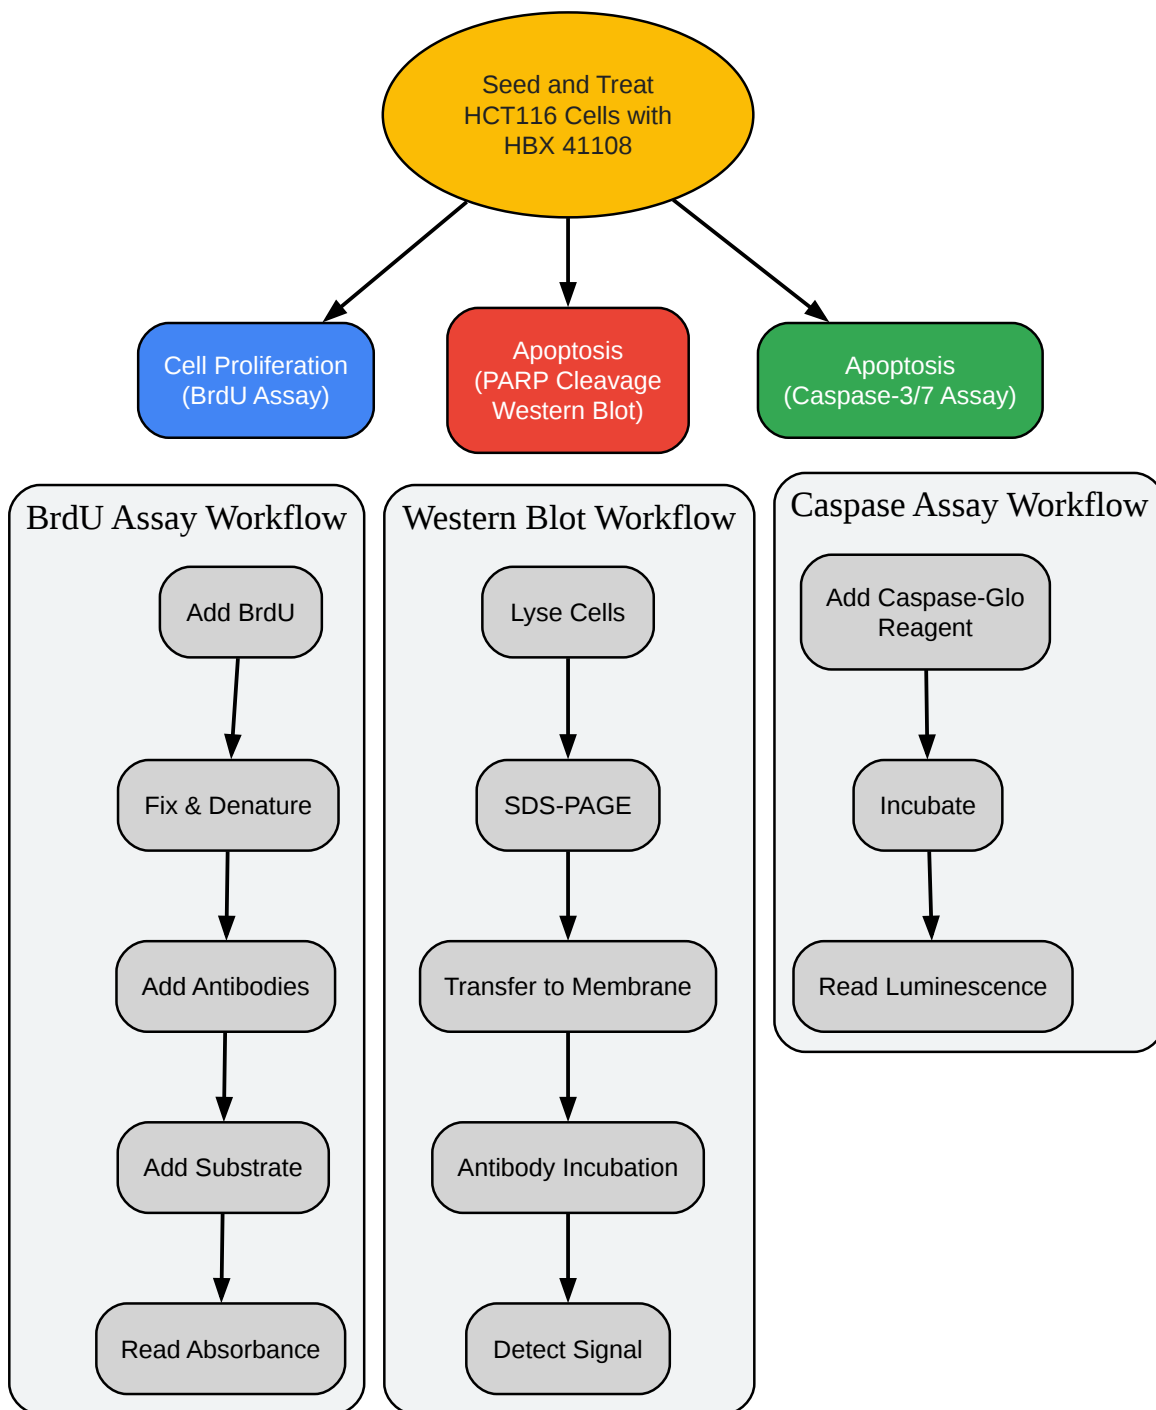 Seed and Treat
HCT116 Cells with
HBX 41108
Cell Proliferation
(BrdU Assay)
Apoptosis
(PARP Cleavage
Western Blot)
Apoptosis
(Caspase-3/7 Assay)
BrdU Assay Workflow
Add BrdU
Fix & Denature
Add Antibodies
Add Substrate
Read Absorbance
Western Blot Workflow
Lyse Cells
SDS-PAGE
Transfer to Membrane
Antibody Incubation
Detect Signal
Caspase Assay Workflow
Add Caspase-Glo
Reagent
Incubate
Read Luminescence